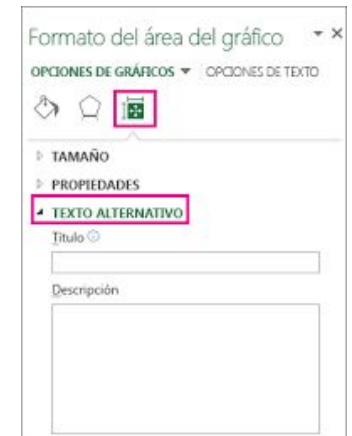 Formato del área del gráfico
OPCIONES DE GRÁFICOS OPCIONES DE TEXTO
TAMAÑO
PROPIEDADES
TEXTO ALTERNATIVO
Título
Descripción